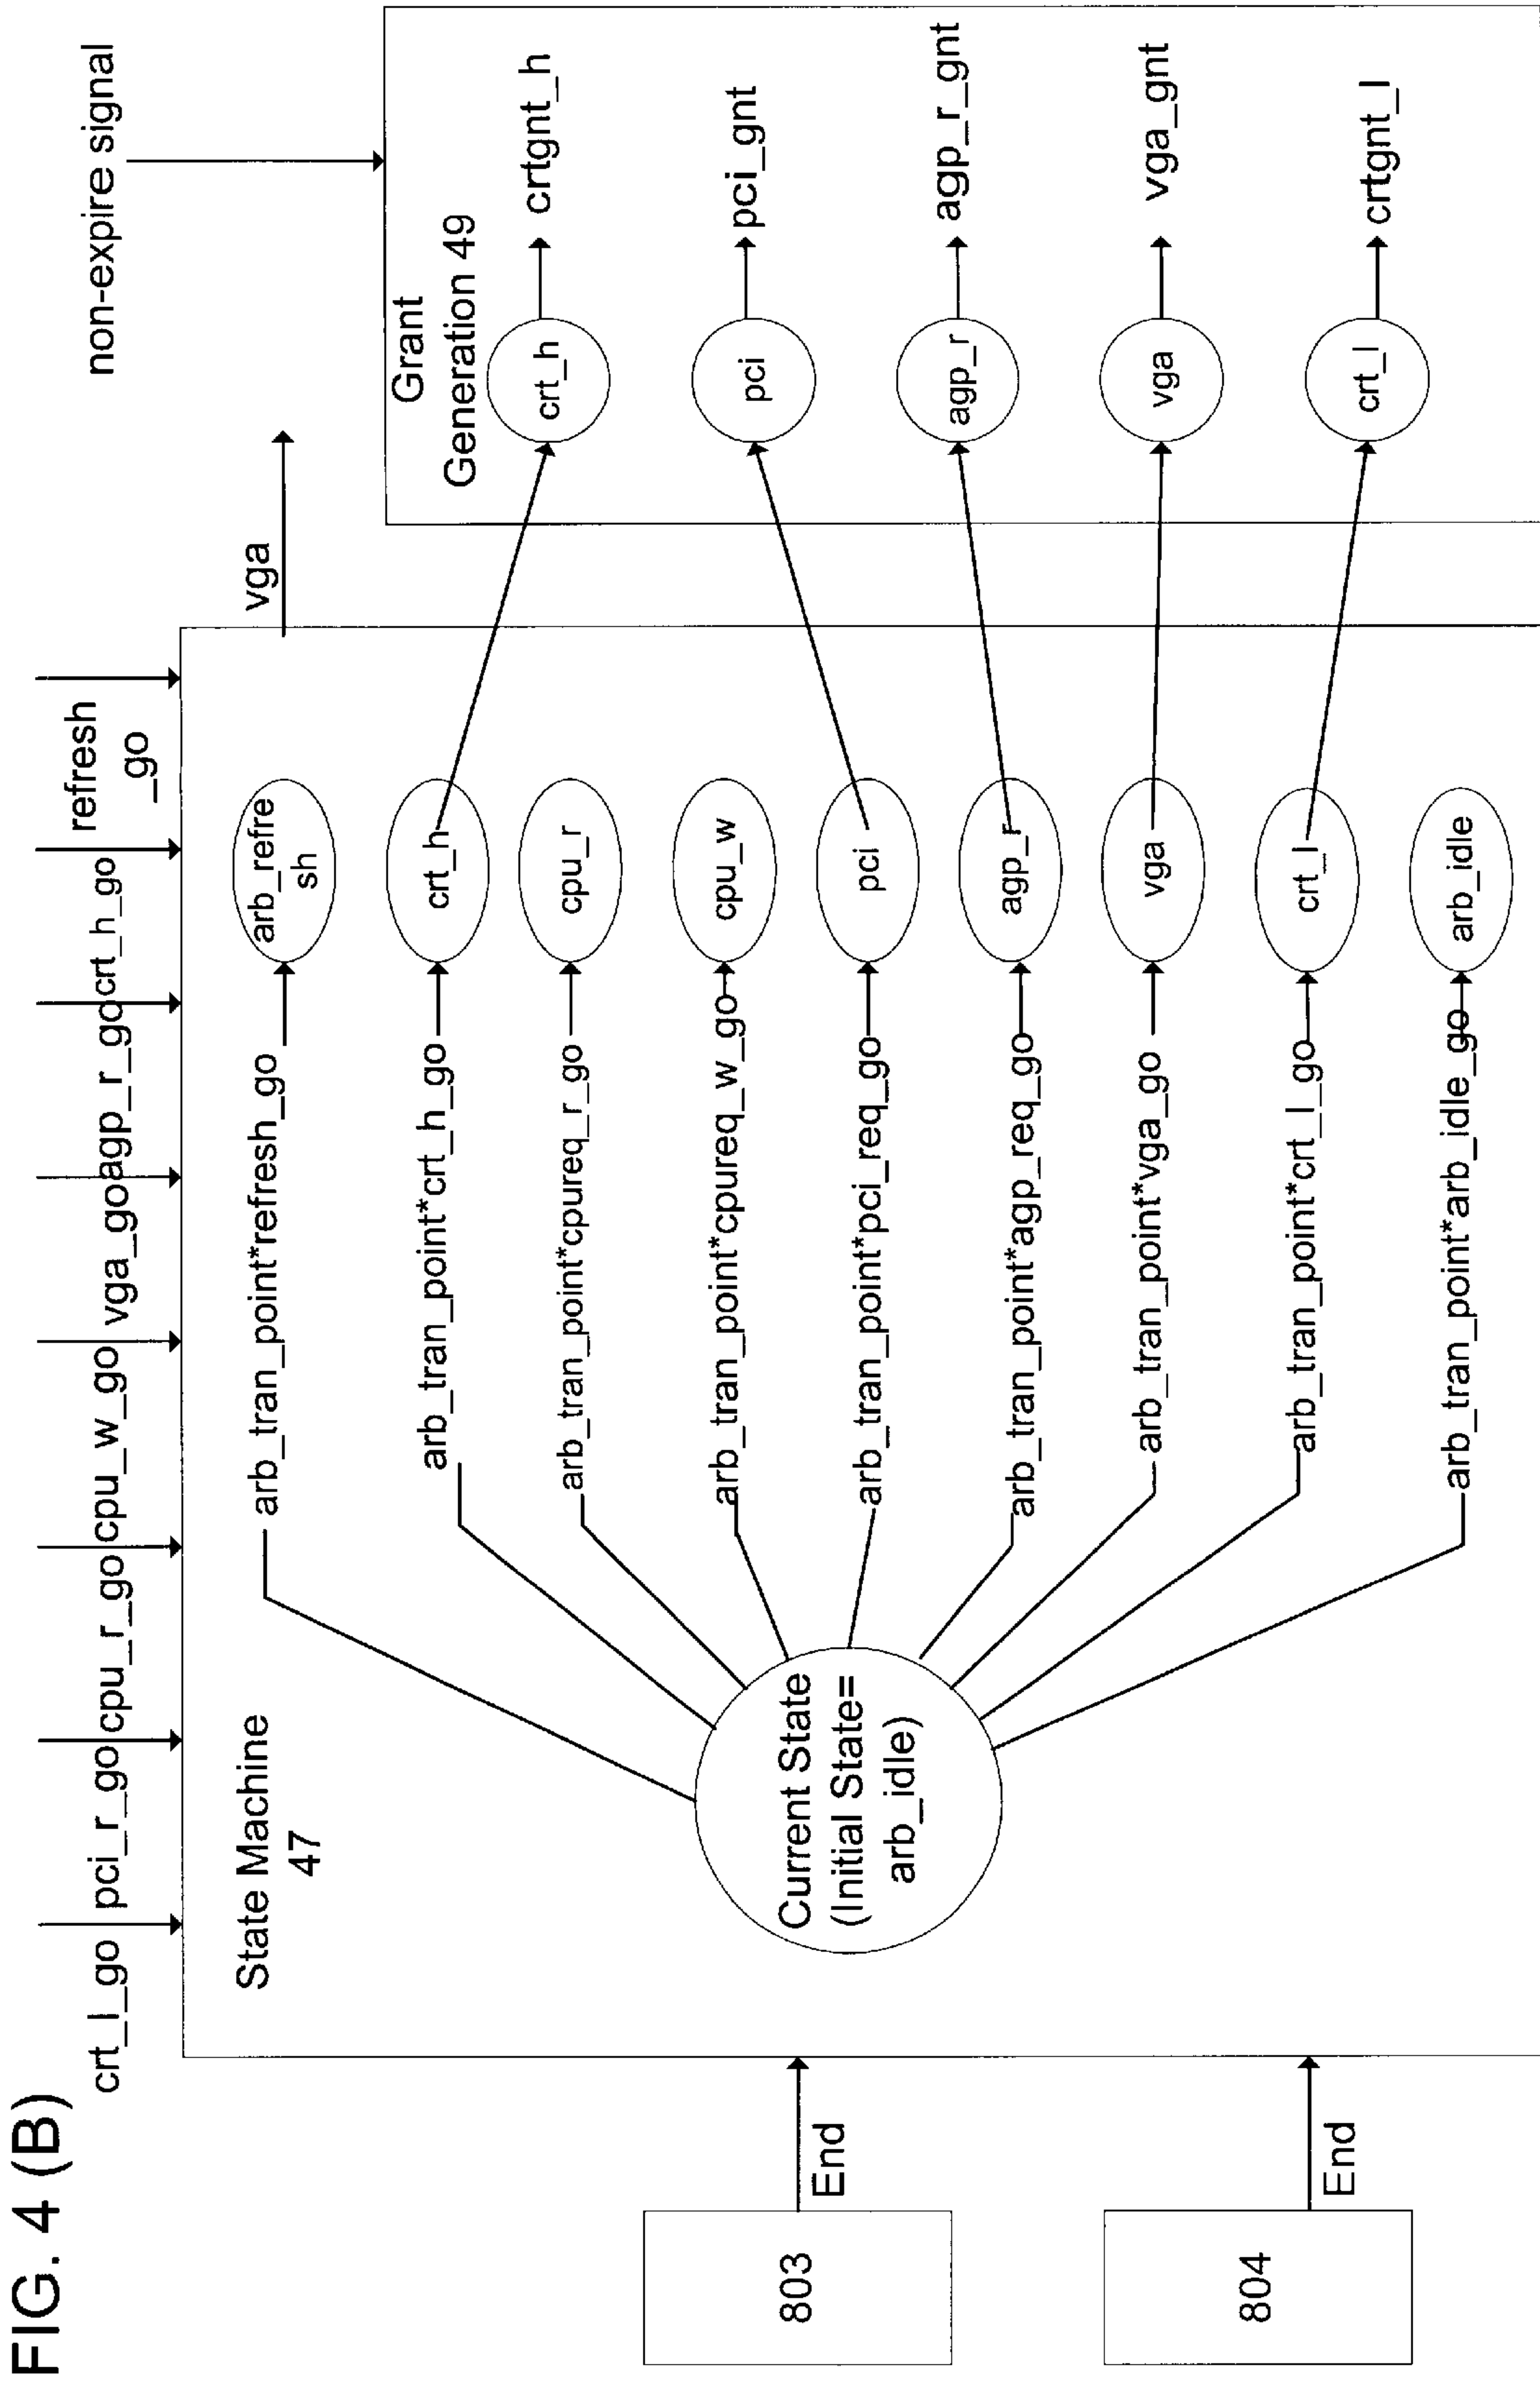 FIG. 4 (B)
crt_l_go pci_r_go cpu_r_go cpu_w_go vga_go agp_r_go crt_h_go refresh
_go
non-expire signal
State Machine
47
vga
Grant
Generation 49
803
End
804
End
Current State
(Initial State=
arb_idle)
arb_tran_point*refresh_go
arb_refre
sh
arb_tran_point*crt_h_go
crt_h
arb_tran_point*cpureq_r_go
cpu_r
arb_tran_point*cpureq_w_go
cpu_w
arb_tran_point*pci_req_go
pci
arb_tran_point*agp_req_go
agp_r
arb_tran_point*vga_go
vga
arb_tran_point*crt_l_go
crt_l
arb_tran_point*arb_idle_go
arb_idle
crt_h
crtgnt_h
pci
pci_gnt
agp_r
agp_r_gnt
vga
vga_gnt
crt_l
crtgnt_l